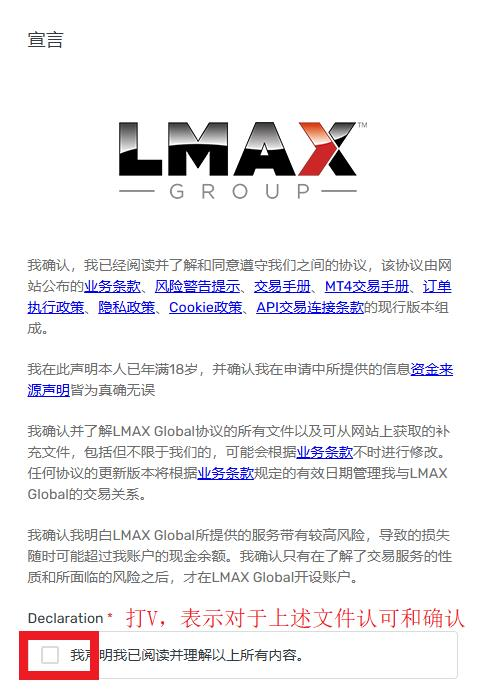 宣言
LMAX™
GROUP
我确认，我已经阅读并了解和同意遵守我们之间的协议，该协议由网
站公布的业务条款、风险警告提示、交易手册、MT4交易手册、订单
执行政策、隐私政策、Cookie政策、API交易连接条款的现行版本组
成。
我在此声明本人已年满18岁，并确认我在申请中所提供的信息资金来
源声明皆为真确无误
我确认并了解LMAX Global协议的所有文件以及可从网站上获取的补
充文件，包括但不限于我们的，可能会根据业务条款不时进行修改。
任何协议的更新版本将根据业务条款规定的有效日期管理我与LMAX
Global的交易关系。
我确认我明白LMAX Global所提供的服务带有较高风险，导致的损失
随时可能超过我账户的现金余额。我确认只有在了解了交易服务的性
质和所面临的风险之后，才在LMAX Global开设账户。
Declaration * 打V，表示对于上述文件认可和确认
我声明我已阅读并理解以上所有内容。